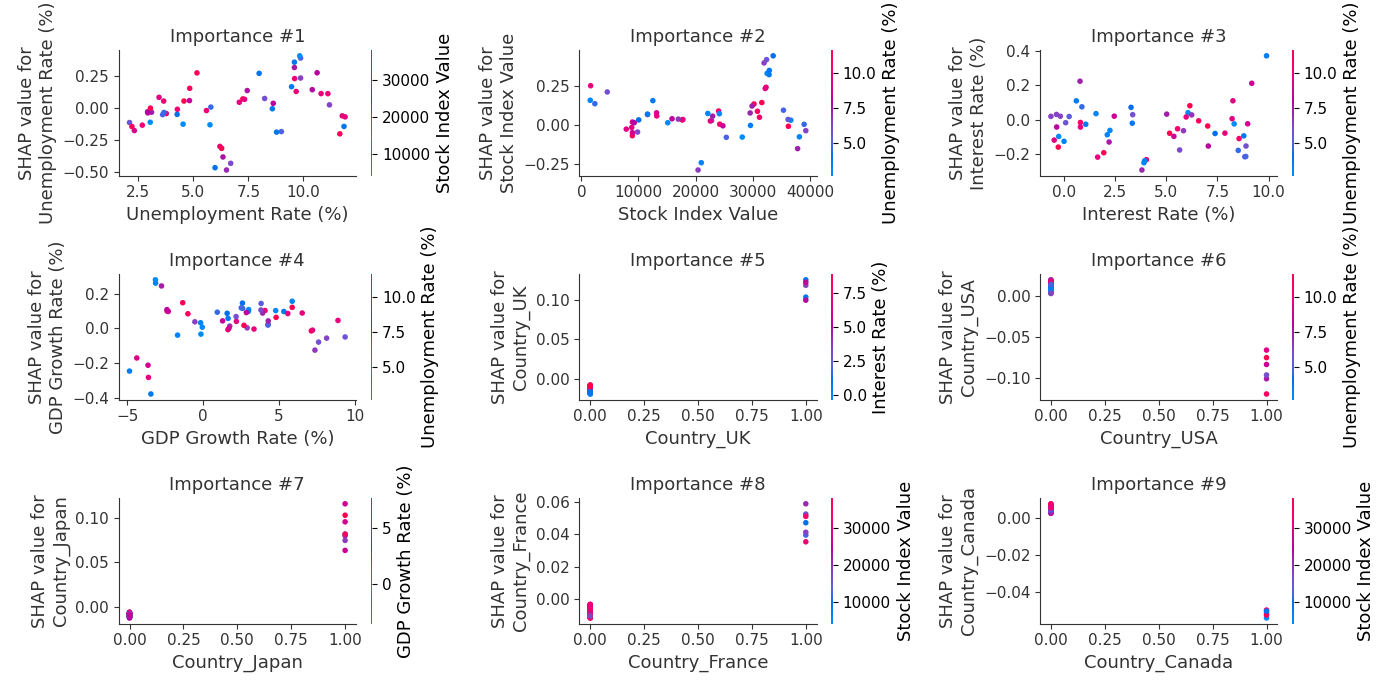 Importance #1
SHAP value for
Unemployment Rate (%)
0.25
0.00
−0.25
−0.50
2.5 5.0 7.5 10.0
Unemployment Rate (%)
30000
20000
10000
Stock Index Value
Importance #2
SHAP value for
Stock Index Value
0.25
0.00
−0.25
0 10000 20000 30000 40000
Stock Index Value
10.0
7.5
5.0
Unemployment Rate (%)
Importance #3
SHAP value for
Interest Rate (%)
0.4
0.2
0.0
−0.2
0.0 2.5 5.0 7.5 10.0
Interest Rate (%)
10.0
7.5
5.0
Unemployment Rate (%)
Importance #4
SHAP value for
GDP Growth Rate (%)
0.2
0.0
−0.2
−0.4
−5 0 5 10
GDP Growth Rate (%)
10.0
7.5
5.0
Unemployment Rate (%)
Importance #5
SHAP value for
Country_UK
0.10
0.05
0.00
0.00 0.25 0.50 0.75 1.00
Country_UK
7.5
5.0
2.5
0.0
Interest Rate (%)
Importance #6
SHAP value for
Country_USA
0.00
−0.05
−0.10
0.00 0.25 0.50 0.75 1.00
Country_USA
10.0
7.5
5.0
Unemployment Rate (%)
Importance #7
SHAP value for
Country_Japan
0.10
0.05
0.00
0.00 0.25 0.50 0.75 1.00
Country_Japan
5
0
GDP Growth Rate (%)
Importance #8
SHAP value for
Country_France
0.06
0.04
0.02
0.00
0.00 0.25 0.50 0.75 1.00
Country_France
30000
20000
10000
Stock Index Value
Importance #9
SHAP value for
Country_Canada
0.00
−0.02
−0.04
0.00 0.25 0.50 0.75 1.00
Country_Canada
30000
20000
10000
Stock Index Value